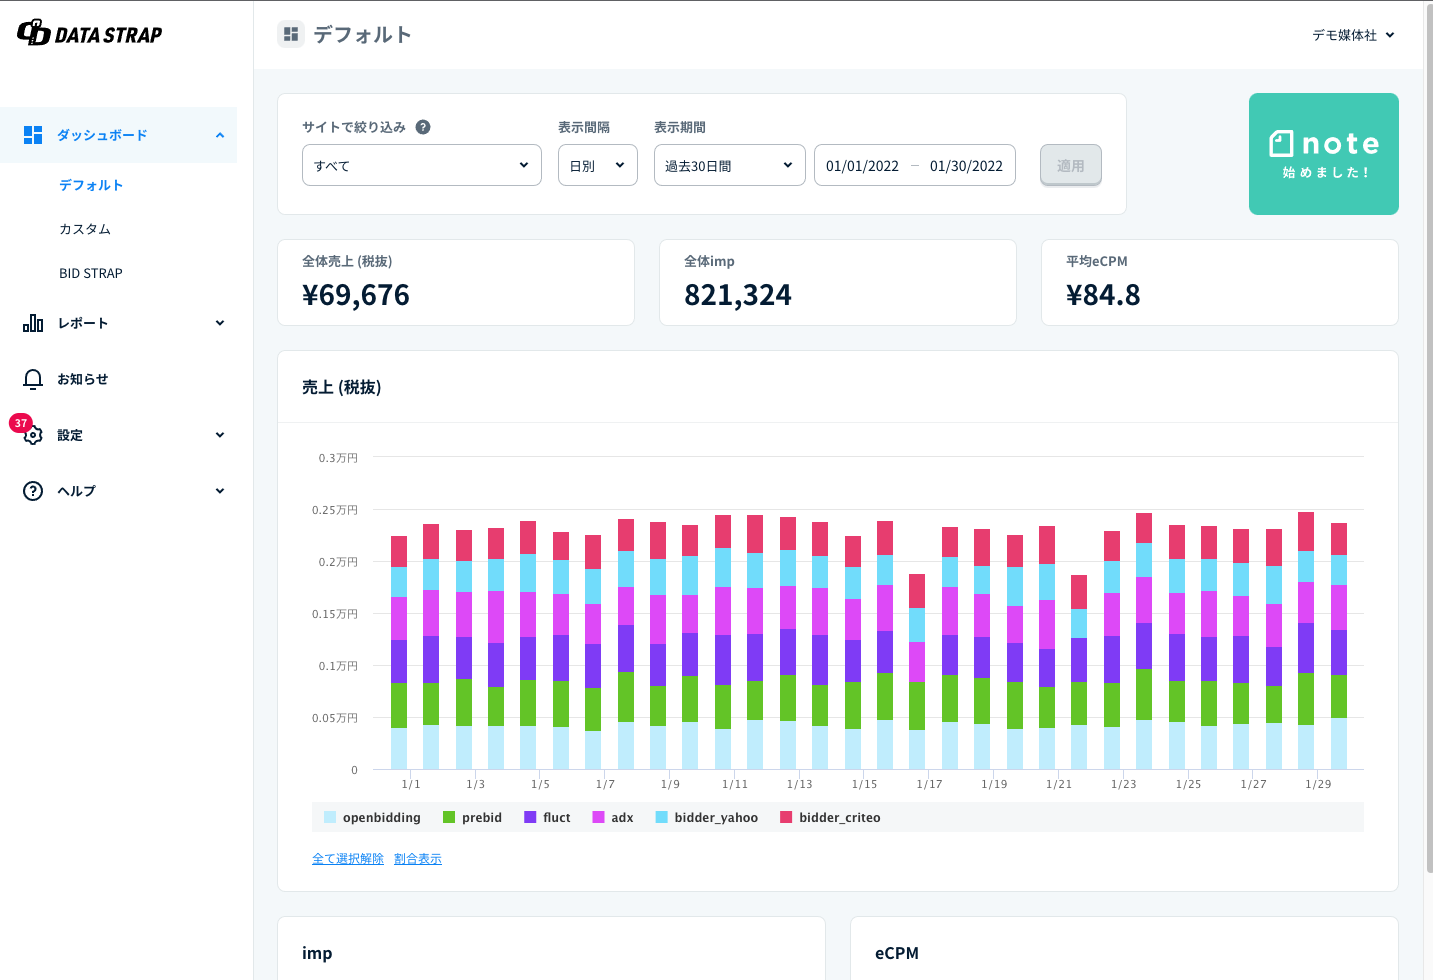 DATA STRAP
デフォルト
デモ媒体社
ダッシュボード
デフォルト
カスタム
BID STRAP
レポート
お知らせ
37
設定
ヘルプ
サイトで絞り込み ?
表示間隔
表示期間
すべて
日別
過去30日間
01/01/2022 – 01/30/2022
適用
note
始めました!
全体売上 (税抜)
¥69,676
全体imp
821,324
平均eCPM
¥84.8
売上 (税抜)
0.3万円
0.25万円
0.2万円
0.15万円
0.1万円
0.05万円
0
1/1 1/3 1/5 1/7 1/9 1/11 1/13 1/15 1/17 1/19 1/21 1/23 1/25 1/27 1/29
openbidding prebid fluct adx bidder_yahoo bidder_criteo
全て選択解除 割合表示
imp
eCPM